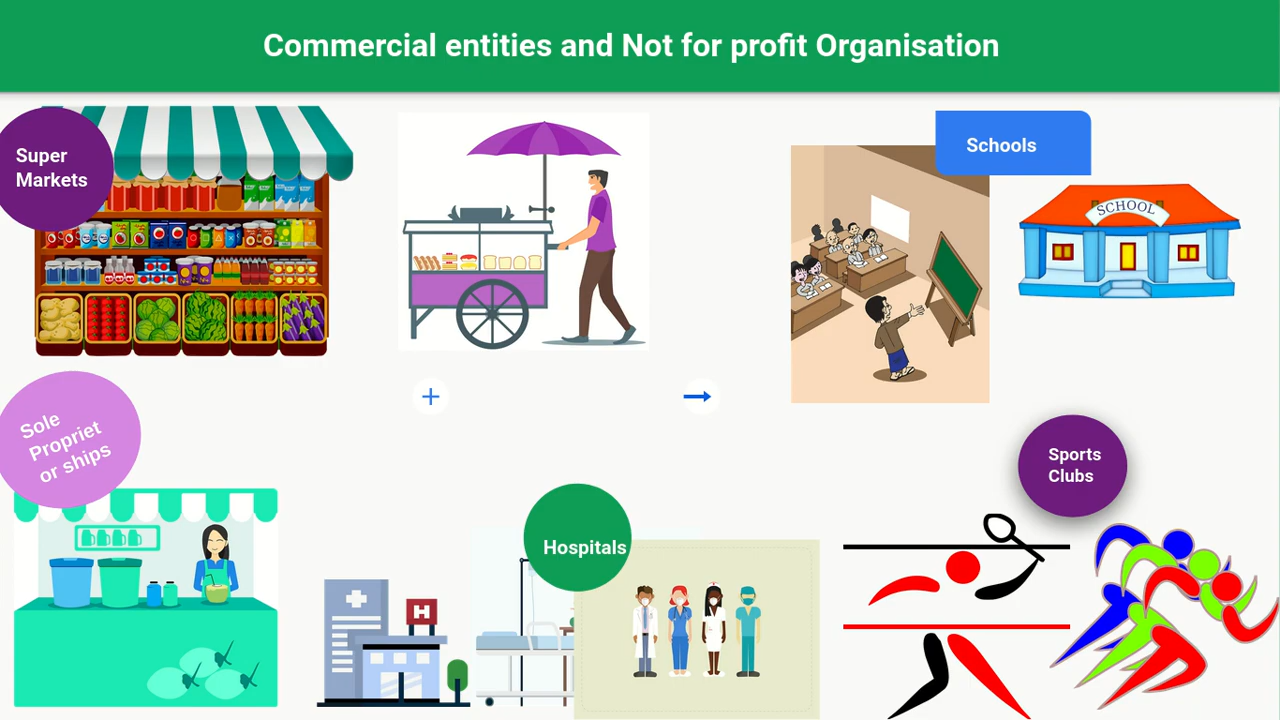 Commercial entities and Not for profit Organisation
Super
Markets
Schools
SCHOOL
Sole
Propriet
or ships
Sports
Clubs
Hospitals
H